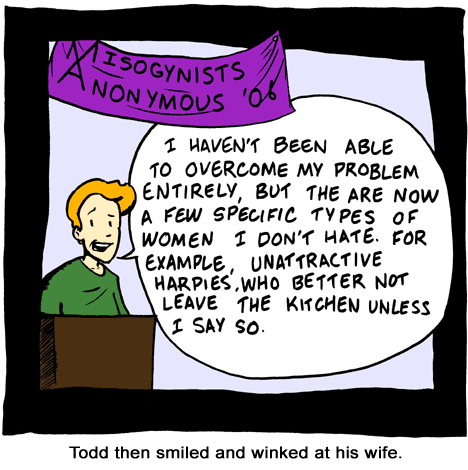 MISOGYNISTS
ANONYMOUS '06
I HAVEN'T BEEN ABLE
TO OVERCOME MY PROBLEM
ENTIRELY, BUT THE ARE NOW
A FEW SPECIFIC TYPES OF
WOMEN I DON'T HATE. FOR
EXAMPLE, UNATTRACTIVE
HARPIES, WHO BETTER NOT
LEAVE THE KITCHEN UNLESS
I SAY SO.
Todd then smiled and winked at his wife.